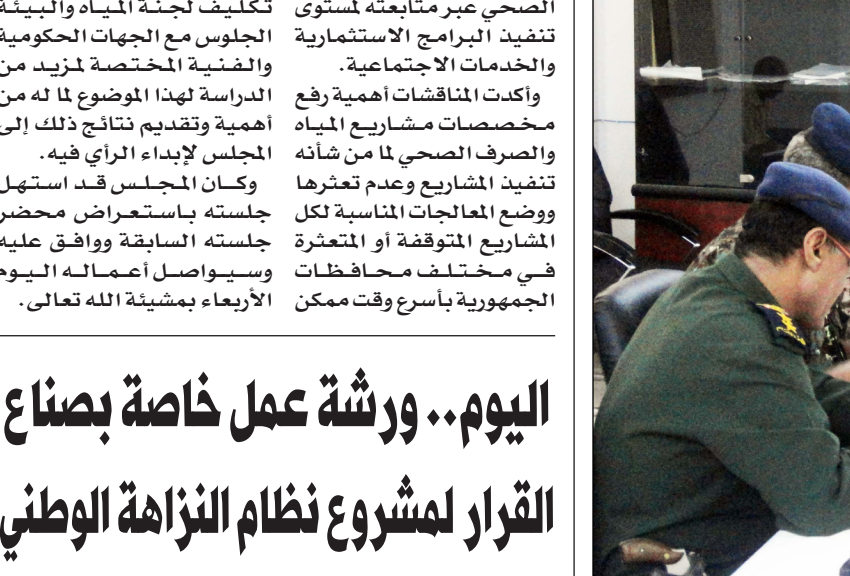 الصحي عبر متابعته لمستوى
تنفيذ البرامج الاستثمارية
والخدمات الاجتماعية.
وأكدت المناقشات أهمية رفع
مخصصات مشاريع المياه
والصرف الصحي لما من شأنه
تنفيذ المشاريع وعدم تعثرها
ووضع المعالجات المناسبة لكل
المشاريع المتوقفة أو المتعثرة
في مختلف محافظات
الجمهورية بأسرع وقت ممكن
تكليف لجنة المياه والبيئة
الجلوس مع الجهات الحكومية
والفنية المختصة لمزيد من
الدراسة لهذا الموضوع لما له من
أهمية وتقديم نتائج ذلك إلى
المجلس لإبداء الرأي فيه.
وكان المجلس قد استهل
جلسته باستعراض محضر
جلسته السابقة ووافق عليه
وسيواصل أعماله اليوم
الأربعاء بمشيئة الله تعالى.
اليوم.. ورشة عمل خاصة بصناع
القرار لمشروع نظام النزاهة الوطني